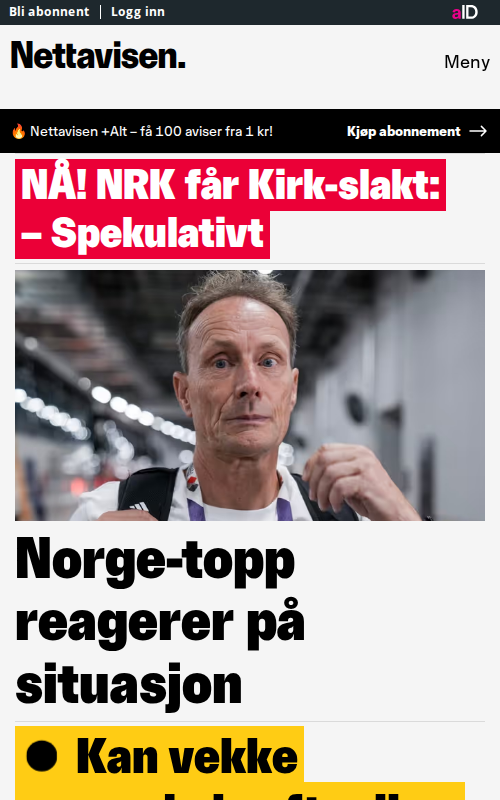 Bli abonnent | Logg inn
aID
Nettavisen.
Meny
🔥 Nettavisen +Alt – få 100 aviser fra 1 kr!
Kjøp abonnement →
NÅ! NRK får Kirk-slakt:
– Spekulativt
Norge-topp
reagerer på
situasjon
● Kan vekke